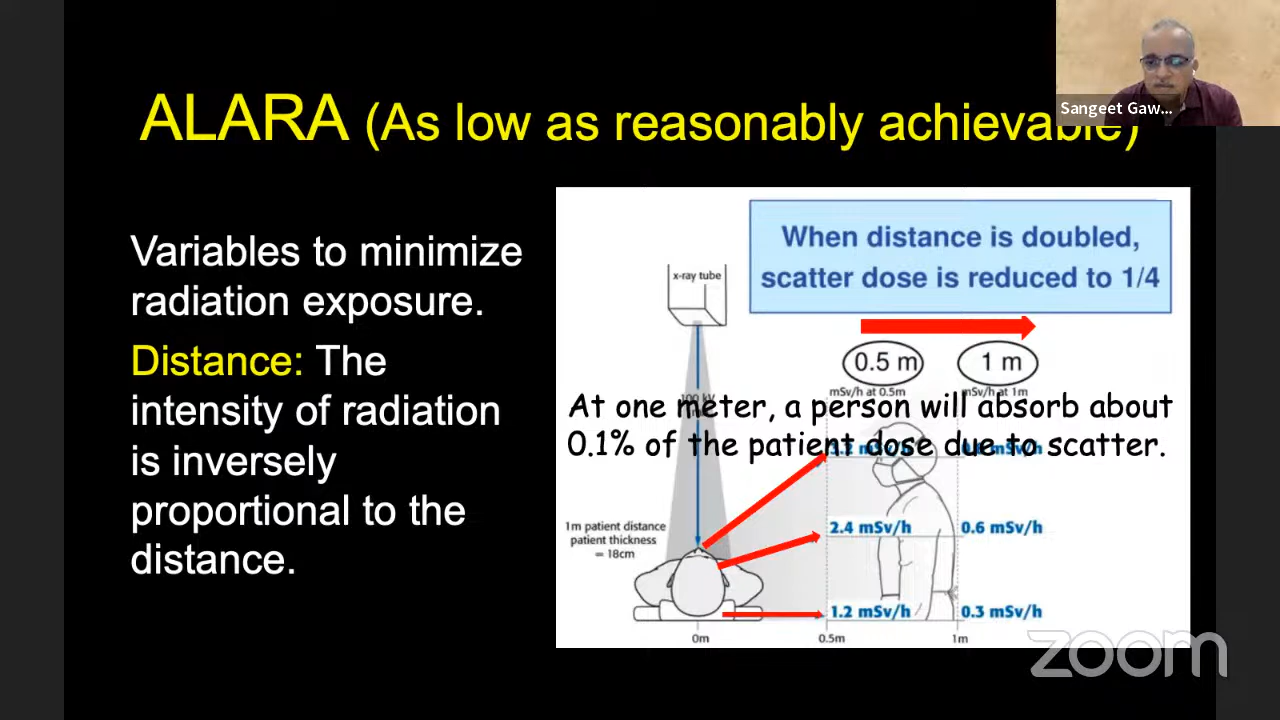 Sangeet Gaw...
ALARA (As low as reasonably achievable)
Variables to minimize
radiation exposure.
Distance: The
intensity of radiation
is inversely
proportional to the
distance.
When distance is doubled,
scatter dose is reduced to 1/4
x-ray tube
0.5 m 1 m
mSv/h at 0.5m mSv/h at 1m
100 kV
At one meter, a person will absorb about
0.1% of the patient dose due to scatter.
2.4 mSv/h 0.6 mSv/h
1m patient distance
patient thickness
= 18cm
1.2 mSv/h 0.3 mSv/h
0m 0.5m 1m
zoom